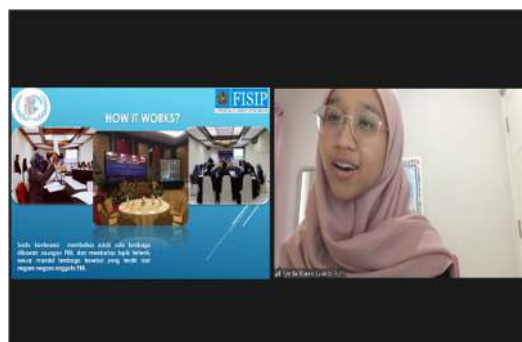 FISIP
HOW IT WORKS?
Suatu konferensi membahas salah satu lembaga
dibawah naungan PBB, dan membahas topik tertentu
sesuai mandat lembaga tersebut yang terdiri dari
negara-negara anggota PBB.